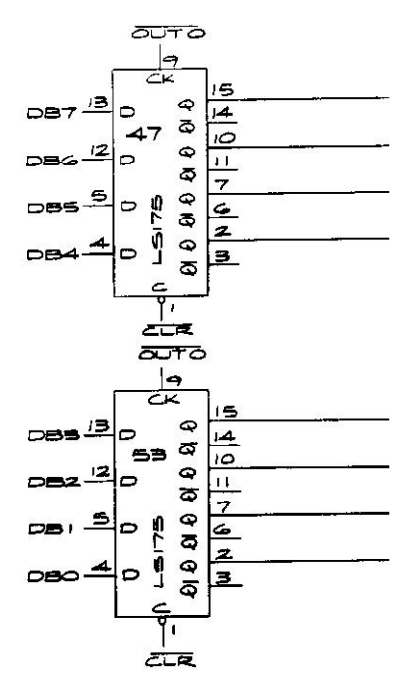 OUT0
9
CK
15
DB7 13 D Q
14
47 Q
10
DB6 12 D Q
11
Q
7
DB5 5 D Q
6
LS175 Q
2
DB4 4 D Q
3
Q
C
1
CLR
OUT0
9
CK
15
DB3 13 D Q
14
53 Q
10
DB2 12 D Q
11
Q
7
DB1 5 D Q
6
LS175 Q
2
DB0 4 D Q
3
Q
C
1
CLR